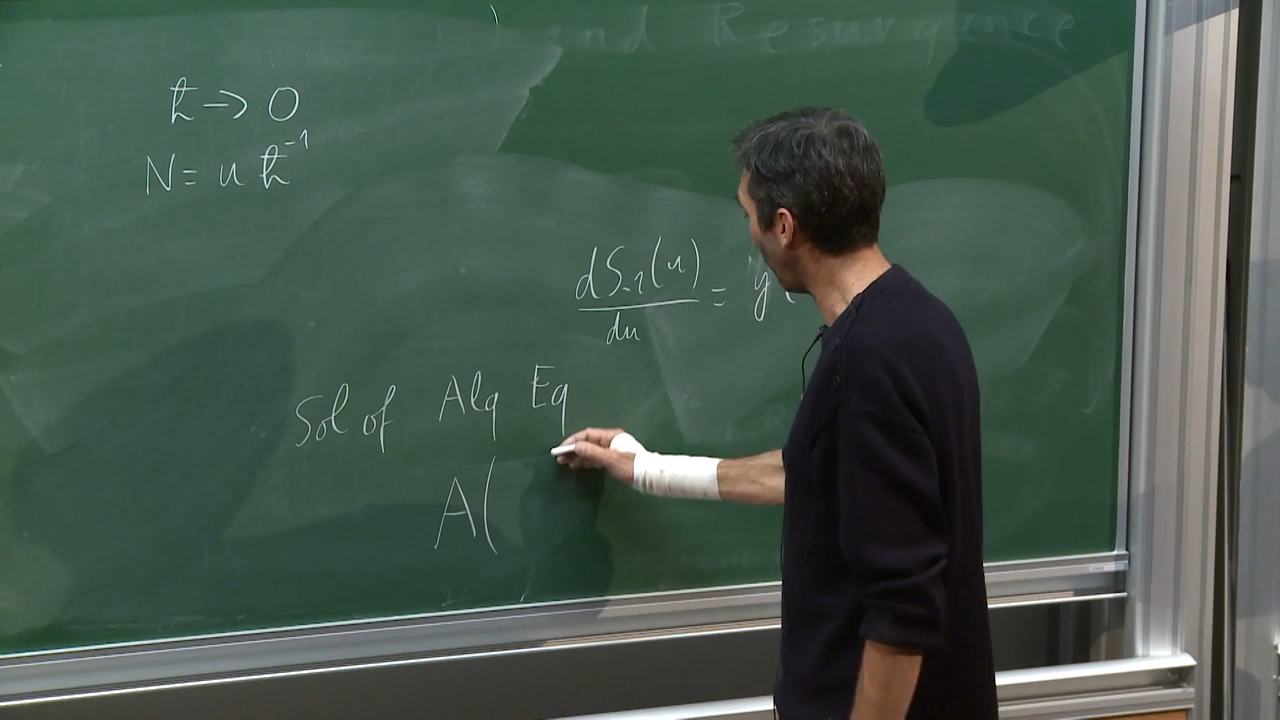 and Resurgence
ℏ → 0
N = u ℏ⁻¹
dS₋₁(u)/du = y(
Sol of Alg Eq
A(